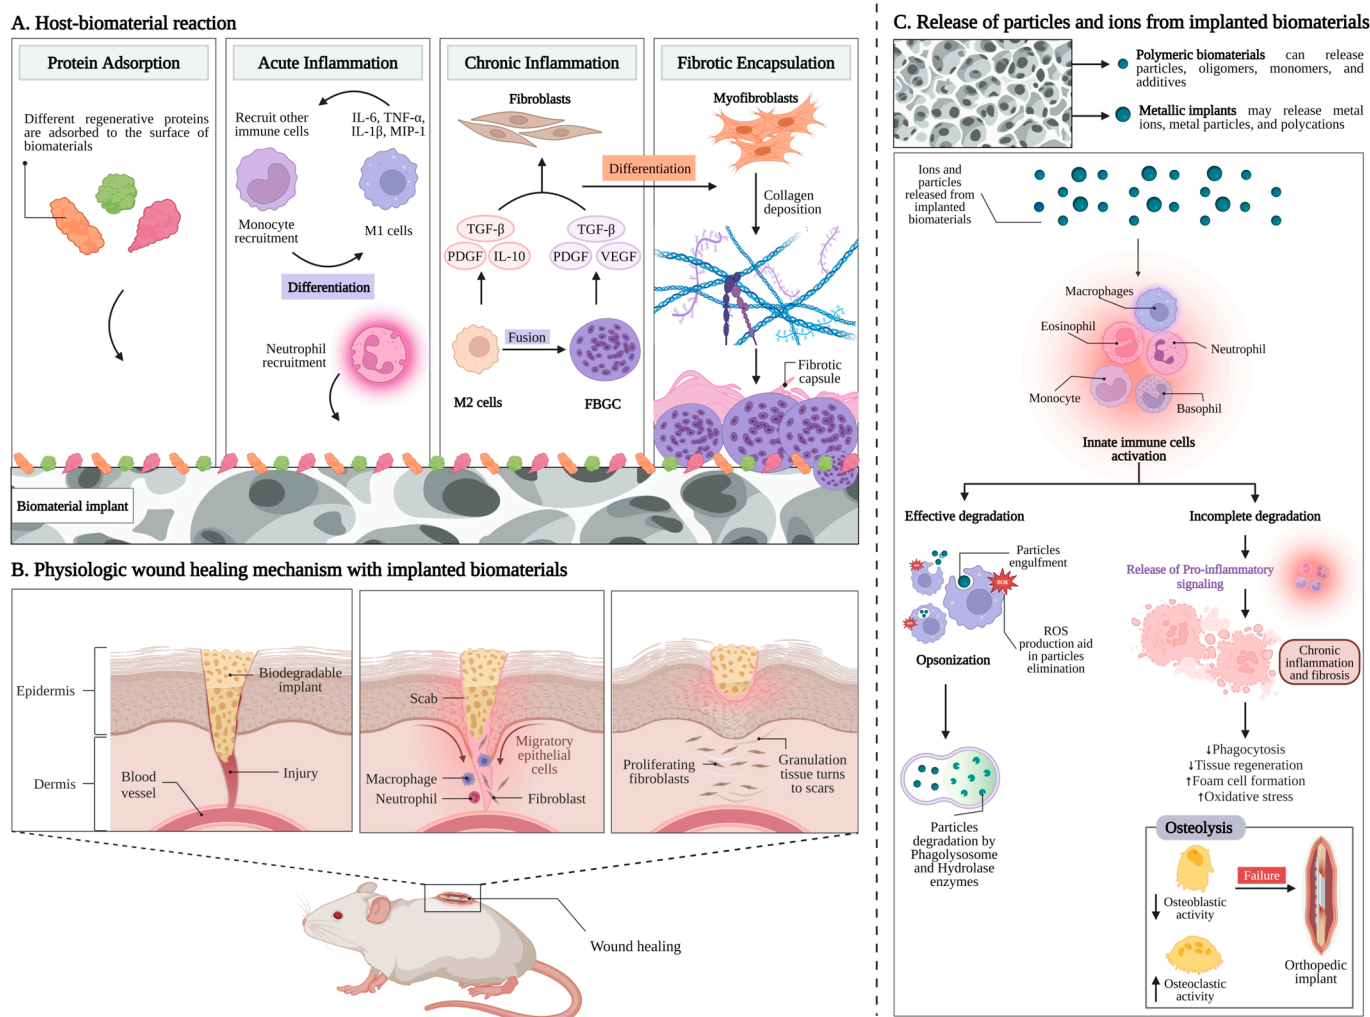 A. Host-biomaterial reaction
Protein Adsorption
Different regenerative proteins
are adsorbed to the surface of
biomaterials
Acute Inflammation
Recruit other
immune cells
IL-6, TNF-α,
IL-1β, MIP-1
Monocyte
recruitment
M1 cells
Differentiation
Neutrophil
recruitment
Chronic Inflammation
Fibroblasts
TGF-β
PDGF
IL-10
TGF-β
PDGF
VEGF
Fusion
M2 cells
FBGC
Differentiation
Fibrotic Encapsulation
Myofibroblasts
Collagen
deposition
Fibrotic
capsule
Biomaterial implant
B. Physiologic wound healing mechanism with implanted biomaterials
Epidermis
Dermis
Biodegradable
implant
Injury
Blood
vessel
Scab
Migratory
epithelial
cells
Macrophage
Neutrophil
Fibroblast
Proliferating
fibroblasts
Granulation
tissue turns
to scars
Wound healing
C. Release of particles and ions from implanted biomaterials
Polymeric biomaterials can release
particles, oligomers, monomers, and
additives
Metallic implants may release metal
ions, metal particles, and polycations
Ions and
particles
released from
implanted
biomaterials
Macrophages
Eosinophil
Neutrophil
Monocyte
Basophil
Innate immune cells
activation
Effective degradation
Particles
engulfment
ROS
ROS
ROS
ROS
production aid
in particles
elimination
Opsonization
Particles
degradation by
Phagolysosome
and Hydrolase
enzymes
Incomplete degradation
Release of Pro-inflammatory
signaling
Chronic
inflammation
and fibrosis
↓Phagocytosis
↓Tissue regeneration
↑Foam cell formation
↑Oxidative stress
Osteolysis
Failure
↓ Osteoblastic
activity
↑ Osteoclastic
activity
Orthopedic
implant